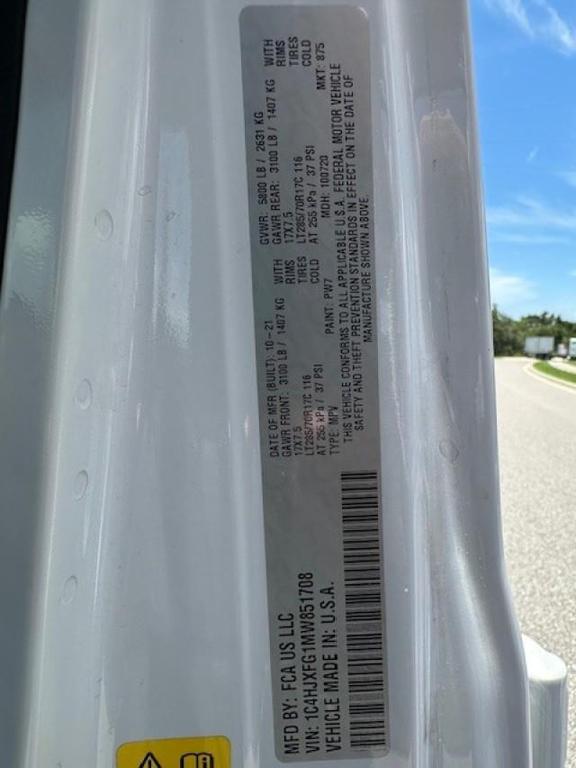 MFD BY: FCA US LLC
VIN: 1C4HJXFG1MW851708
VEHICLE MADE IN: U.S.A.
DATE OF MFR (BUILT): 10-21 GVWR: 5800 LB / 2631 KG
GAWR FRONT: 3100 LB / 1407 KG WITH GAWR REAR: 3100 LB / 1407 KG WITH
17X7.5 RIMS 17X7.5 RIMS
LT285/70R17C 116 TIRES LT285/70R17C 116 TIRES
AT 255 kPa / 37 PSI COLD AT 255 kPa / 37 PSI COLD
TYPE: MPV PAINT: PW7 MDH: 100720 MKT: 875
THIS VEHICLE CONFORMS TO ALL APPLICABLE U.S.A. FEDERAL MOTOR VEHICLE
SAFETY AND THEFT PREVENTION STANDARDS IN EFFECT ON THE DATE OF
MANUFACTURE SHOWN ABOVE.